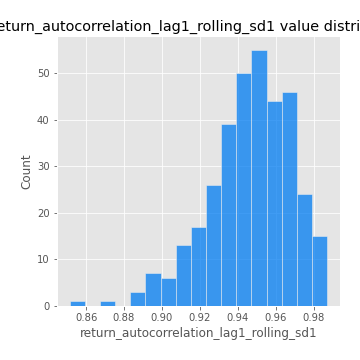 return_autocorrelation_lag1_rolling_sd1 value distri
50
40
30
20
10
0
Count
0.86 0.88 0.90 0.92 0.94 0.96 0.98
return_autocorrelation_lag1_rolling_sd1